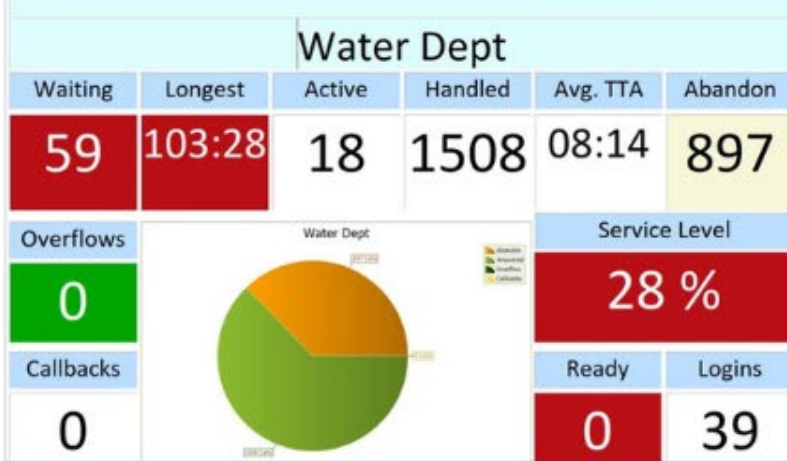 Water Dept
Waiting Longest Active Handled Avg. TTA Abandon
59 103:28 18 1508 08:14 897
Overflows
0
Water Dept
Service Level
28 %
Callbacks
0
Ready Logins
0 39